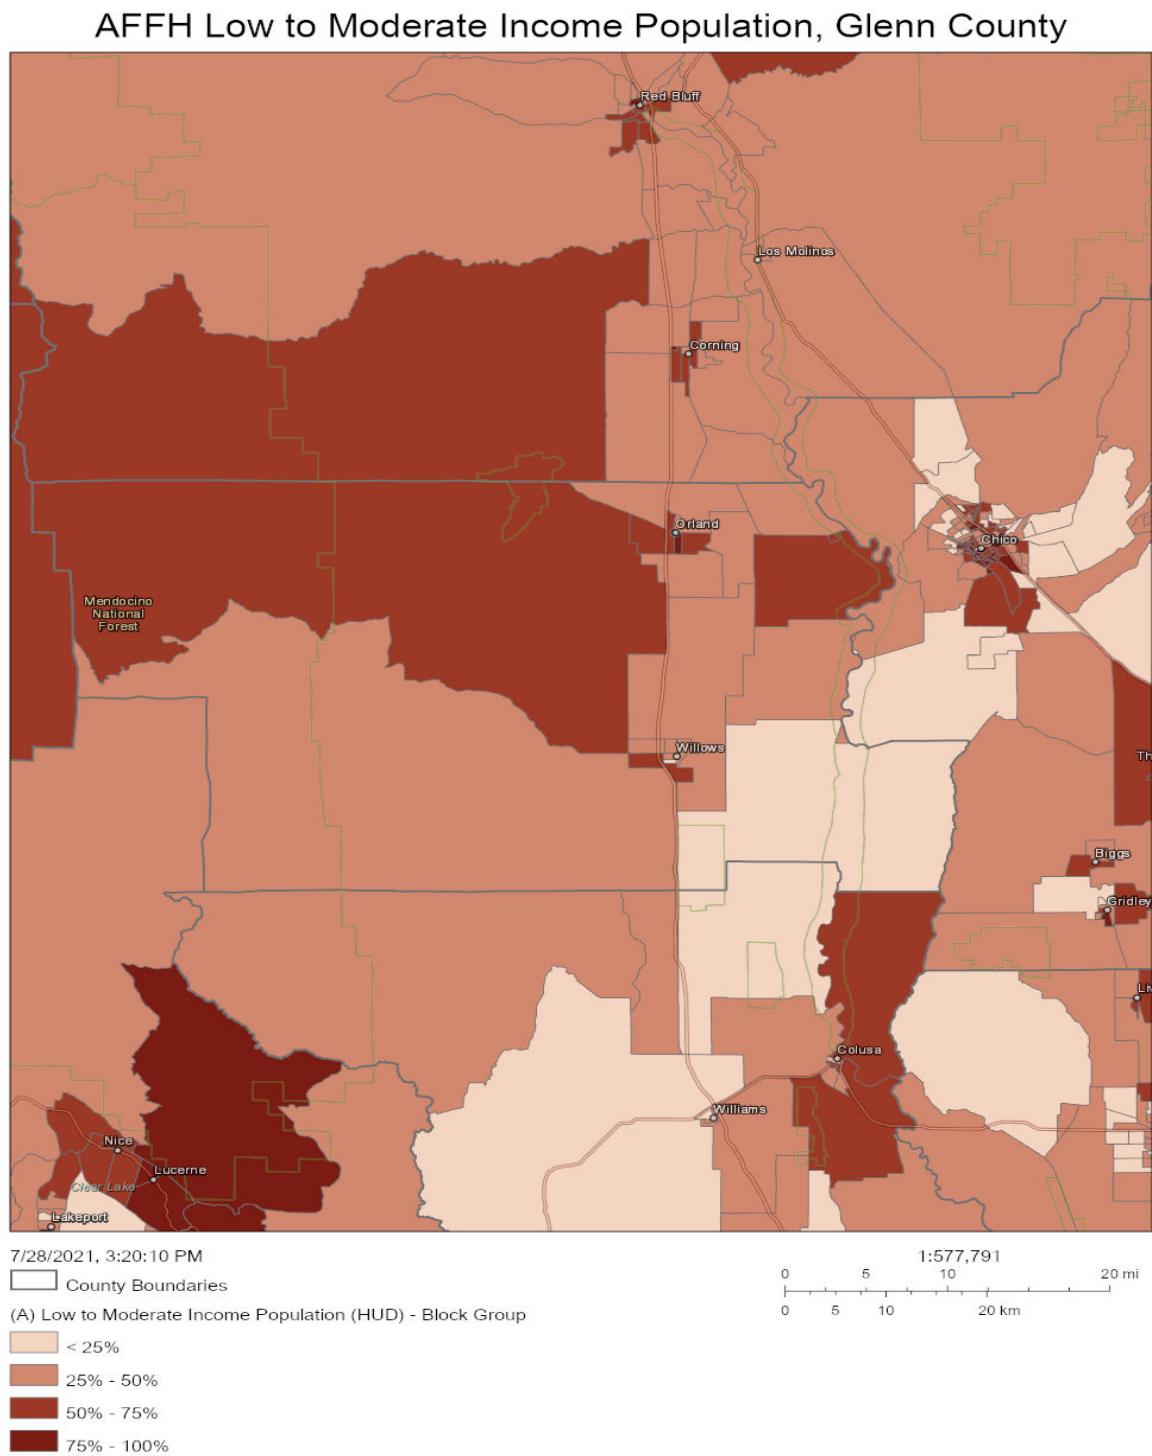 AFFH Low to Moderate Income Population, Glenn County
Red Bluff
Los Molinos
Corning
Orland
Chico
Mendocino
National
Forest
Willows
Th
Biggs
Gridley
Liv
Colusa
Williams
Nice
Lucerne
Clear Lake
Lakeport
7/28/2021, 3:20:10 PM
1:577,791
0 5 10 20 mi
0 5 10 20 km
County Boundaries
(A) Low to Moderate Income Population (HUD) - Block Group
< 25%
25% - 50%
50% - 75%
75% - 100%